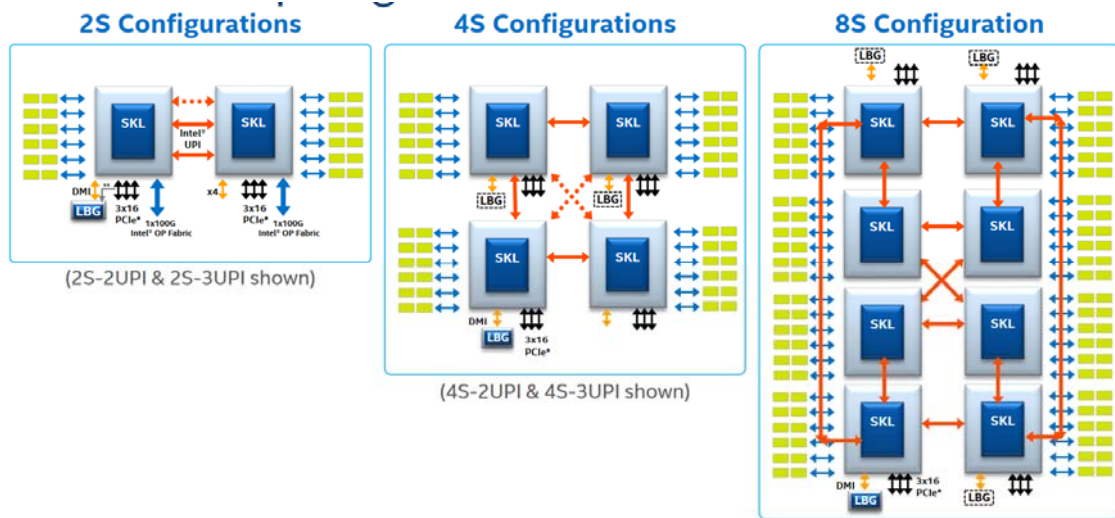 2S Configurations
SKL
SKL
Intel®
UPI
DMI
**
LBG
3x16
PCIe*
1x100G
Intel® OP Fabric
x4
3x16
PCIe*
1x100G
Intel® OP Fabric
(2S-2UPI & 2S-3UPI shown)
4S Configurations
SKL
SKL
LBG
LBG
SKL
SKL
DMI
LBG
3x16
PCIe*
(4S-2UPI & 4S-3UPI shown)
8S Configuration
LBG
LBG
SKL
SKL
SKL
SKL
SKL
SKL
SKL
SKL
DMI
LBG
3x16
PCIe*
LBG